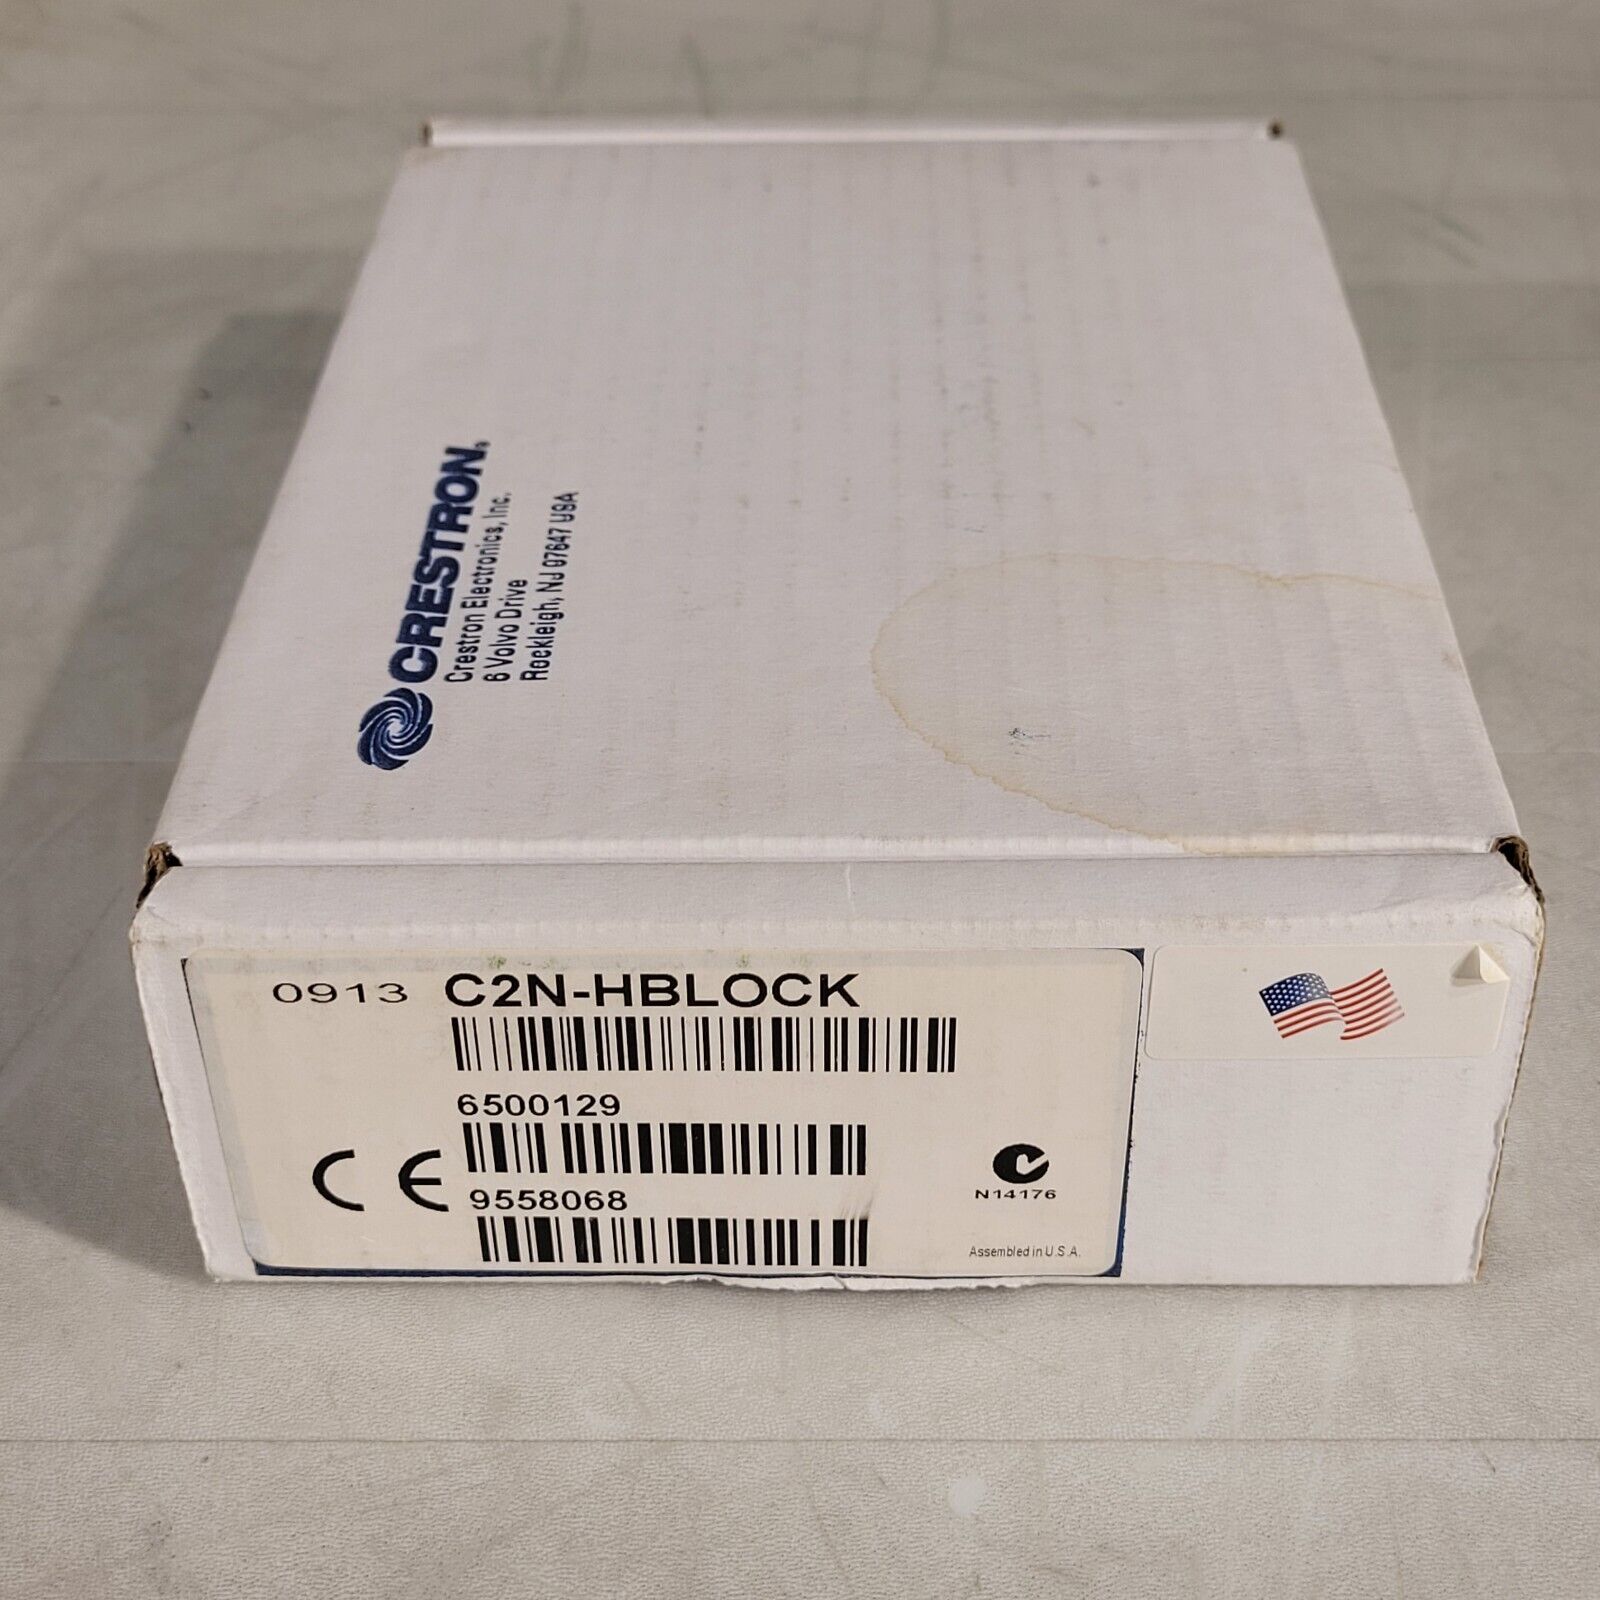 CRESTRON®
Crestron Electronics, Inc.
6 Volvo Drive
Rockleigh, NJ 07647 USA
0913 C2N-HBLOCK
6500129
CE
9558068
N14176
Assembled in U.S.A.